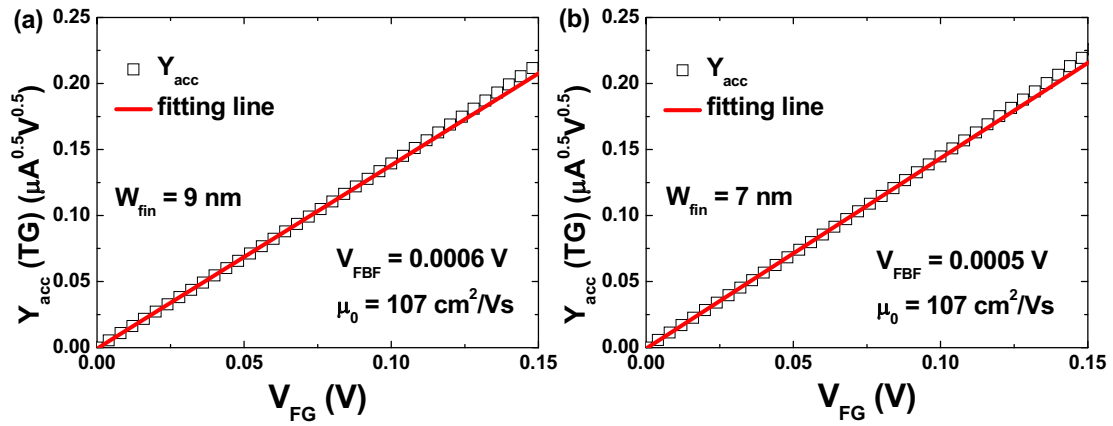 (a)
0.25
0.20
0.15
0.10
0.05
0.00
Y_acc (TG) (μA^0.5V^0.5)
Y_acc
fitting line
W_fin = 9 nm
V_FBF = 0.0006 V
μ_0 = 107 cm^2/Vs
0.00 0.05 0.10 0.15
V_FG (V)
(b)
0.25
0.20
0.15
0.10
0.05
0.00
Y_acc (TG) (μA^0.5V^0.5)
Y_acc
fitting line
W_fin = 7 nm
V_FBF = 0.0005 V
μ_0 = 107 cm^2/Vs
0.00 0.05 0.10 0.15
V_FG (V)